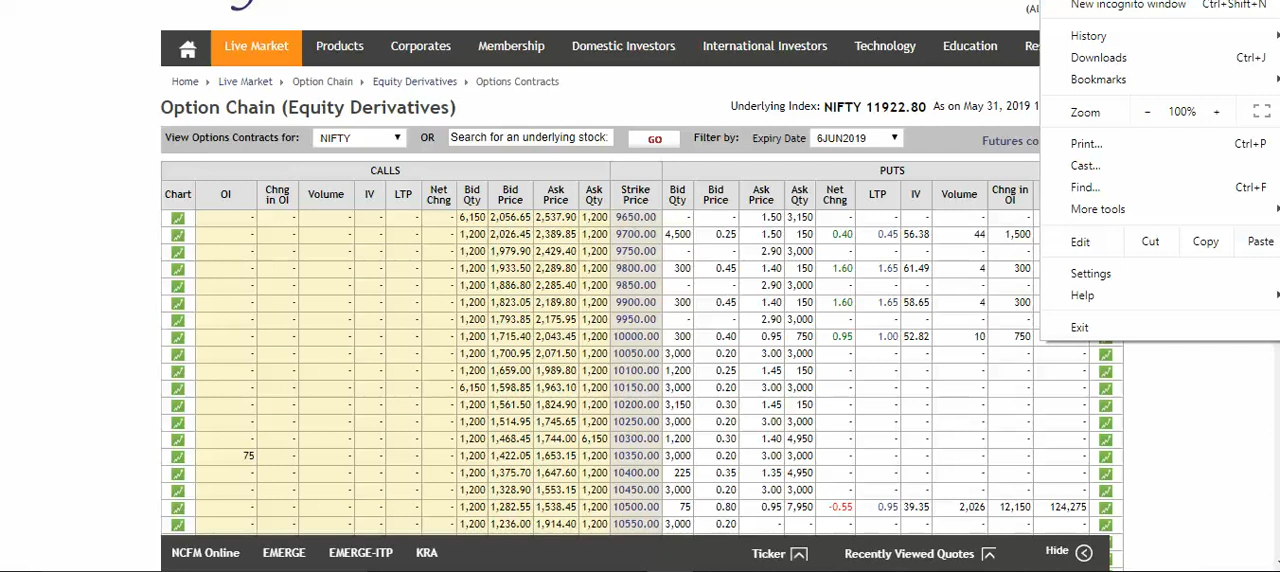 (Al
New incognito window Ctrl+Shift+N
Live Market Products Corporates Membership Domestic Investors International Investors Technology Education Re
History
Downloads Ctrl+J
Home Live Market Option Chain Equity Derivatives Options Contracts
Bookmarks
Option Chain (Equity Derivatives) Underlying Index: NIFTY 11922.80 As on May 31, 2019 1
Zoom - 100% +
View Options Contracts for: NIFTY OR Search for an underlying stock: GO Filter by: Expiry Date 6JUN2019 Futures co
Print... Ctrl+P
Cast...
Find... Ctrl+F
More tools
Edit Cut Copy Paste
Settings
Help
Exit
CALLS PUTS
Chart OI Chng in OI Volume IV LTP Net Chng Bid Qty Bid Price Ask Price Ask Qty Strike Price Bid Qty Bid Price Ask Price Ask Qty Net Chng LTP IV Volume Chng in OI
- - - - - - 6,150 2,056.65 2,537.90 1,200 9650.00 - - 1.50 3,150 - - - - -
- - - - - - 1,200 2,026.45 2,389.85 1,200 9700.00 4,500 0.25 1.50 150 0.40 0.45 56.38 44 1,500
- - - - - - 1,200 1,979.90 2,429.40 1,200 9750.00 - - 2.90 3,000 - - - - -
- - - - - - 1,200 1,933.50 2,289.80 1,200 9800.00 300 0.45 1.40 150 1.60 1.65 61.49 4 300
- - - - - - 1,200 1,886.80 2,285.40 1,200 9850.00 - - 2.90 3,000 - - - - -
- - - - - - 1,200 1,823.05 2,189.80 1,200 9900.00 300 0.45 1.40 150 1.60 1.65 58.65 4 300
- - - - - - 1,200 1,793.85 2,175.95 1,200 9950.00 - - 2.90 3,000 - - - - -
- - - - - - 1,200 1,715.40 2,043.45 1,200 10000.00 300 0.40 0.95 750 0.95 1.00 52.82 10 750
- - - - - - 1,200 1,700.95 2,071.50 1,200 10050.00 3,000 0.20 3.00 3,000 - - - - - -
- - - - - - 1,200 1,659.00 1,989.80 1,200 10100.00 1,200 0.25 1.45 150 - - - - - -
- - - - - - 6,150 1,598.85 1,963.10 1,200 10150.00 3,000 0.20 3.00 3,000 - - - - - -
- - - - - - 1,200 1,561.50 1,824.90 1,200 10200.00 3,150 0.30 1.45 150 - - - - - -
- - - - - - 1,200 1,514.95 1,745.65 1,200 10250.00 3,000 0.20 3.00 3,000 - - - - - -
- - - - - - 1,200 1,468.45 1,744.00 6,150 10300.00 1,200 0.30 1.40 4,950 - - - - - -
75 - - - - - 1,200 1,422.05 1,653.15 1,200 10350.00 3,000 0.20 3.00 3,000 - - - - - -
- - - - - - 1,200 1,375.70 1,647.60 1,200 10400.00 225 0.35 1.35 4,950 - - - - - -
- - - - - - 1,200 1,328.90 1,553.15 1,200 10450.00 3,000 0.20 3.00 3,000 - - - - - -
- - - - - - 1,200 1,282.55 1,538.45 1,200 10500.00 75 0.80 0.95 7,950 -0.55 0.95 39.35 2,026 12,150 124,275
- - - - - - 1,200 1,236.00 1,914.40 1,200 10550.00 3,000 0.20 - - - - - - - -
NCFM Online EMERGE EMERGE-ITP KRA Ticker Recently Viewed Quotes Hide